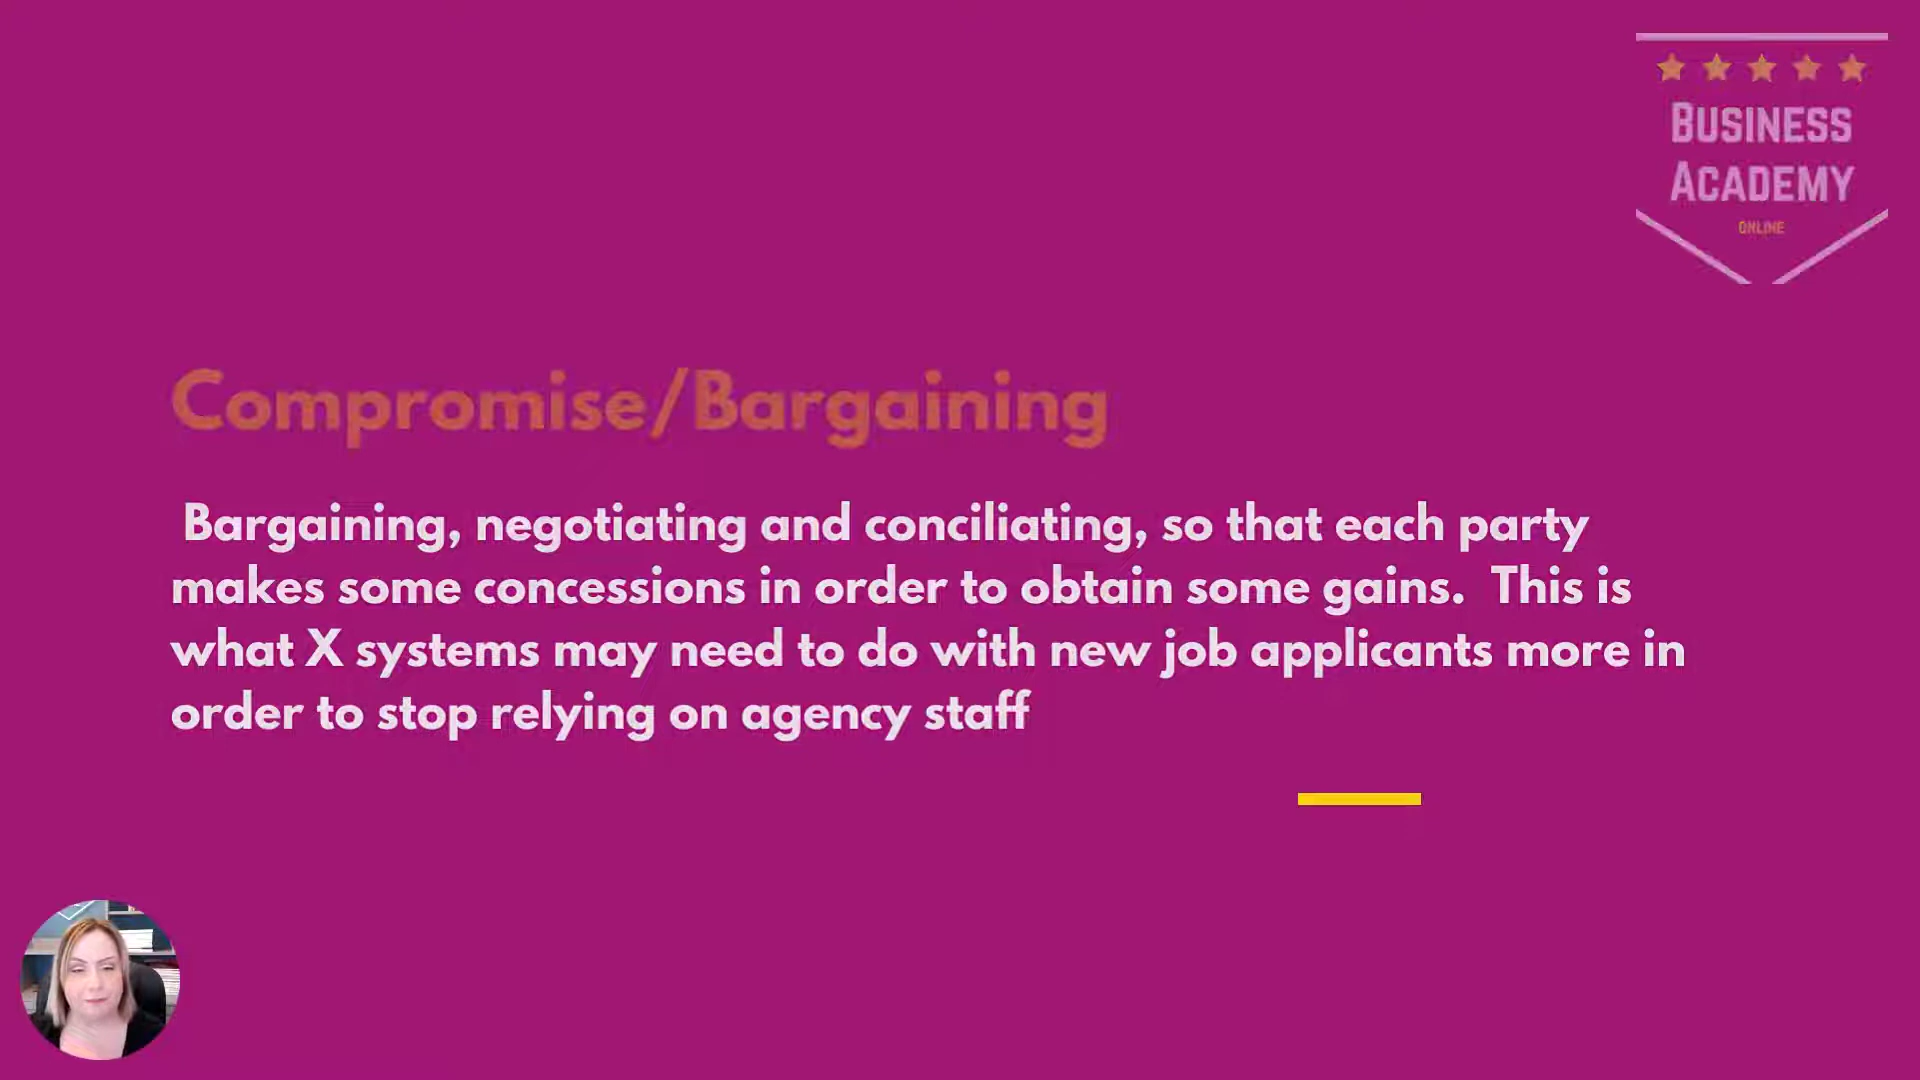 BUSINESS
ACADEMY
ONLINE
Compromise/Bargaining
Bargaining, negotiating and conciliating, so that each party
makes some concessions in order to obtain some gains.  This is
what X systems may need to do with new job applicants more in
order to stop relying on agency staff